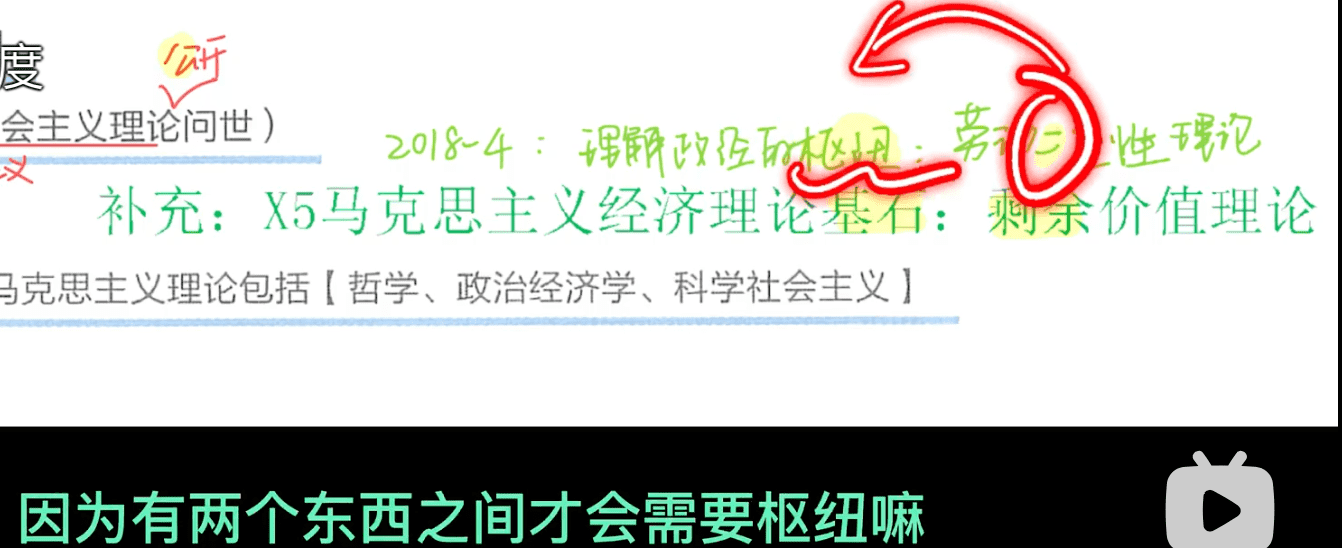 度
公开
会主义理论问世）
2018-4：理解政经的枢纽：劳动二重性理论
义
补充：X5马克思主义经济理论基石：剩余价值理论
马克思主义理论包括【哲学、政治经济学、科学社会主义】
因为有两个东西之间才会需要枢纽嘛